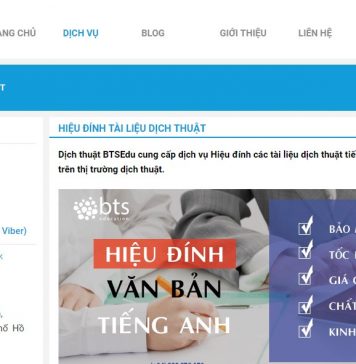 ANG CHỦ DỊCH VỤ BLOG GIỚI THIỆU LIÊN HỆ
T
HIỆU ĐÍNH TÀI LIỆU DỊCH THUẬT
Dịch thuật BTSEdu cung cấp dịch vụ Hiệu đính các tài liệu dịch thuật tiế
trên thị trường dịch thuật.
Viber)
bts
education
HIỆU ĐÍNH
VĂN BẢN
TIẾNG ANH
BẢO M
TỐC
GIÁ C
CHẤT
KINH
hố Hồ